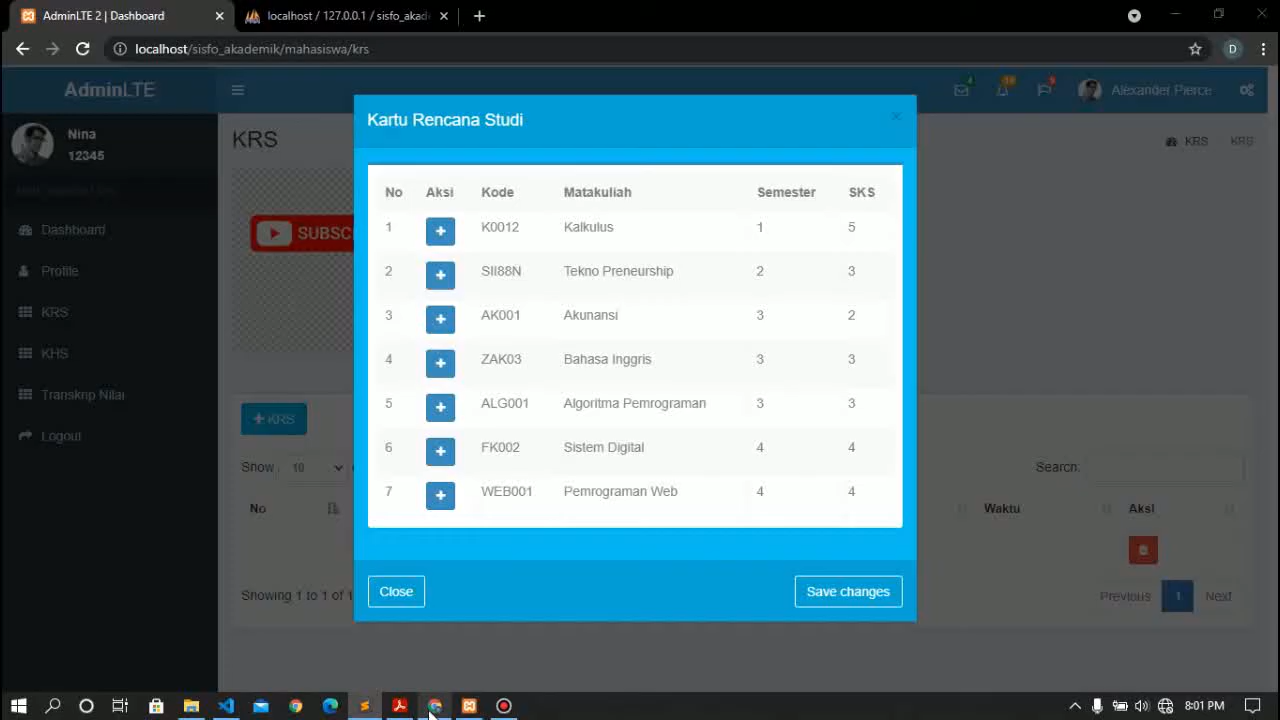 AdminLTE 2 | Dashboard
localhost / 127.0.0.1 / sisfo_akade
localhost/sisfo_akademik/mahasiswa/krs
D
AdminLTE
Alexander Pierce
Nina
12345
Dashboard
Profile
KRS
KHS
Transkrip Nilai
Logout
KRS
KRS
KRS
SUBSC
Kartu Rencana Studi
×
No Aksi Kode Matakuliah Semester SKS
1 + K0012 Kalkulus 1 5
2 + SII88N Tekno Preneurship 2 3
3 + AK001 Akunansi 3 2
4 + ZAK03 Bahasa Inggris 3 3
5 + ALG001 Algoritma Pemrograman 3 3
6 + FK002 Sistem Digital 4 4
7 + WEB001 Pemrograman Web 4 4
Close
Save changes
+ KRS
Show 10
Search:
No Waktu Aksi
Showing 1 to 1 of 1
Previous 1 Next
8:01 PM